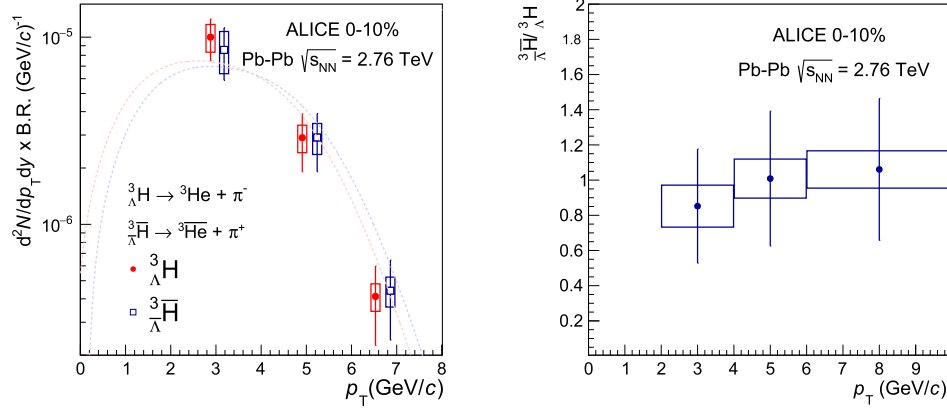 ALICE 0-10%
Pb-Pb √s_NN = 2.76 TeV
d²N/dp_T dy x B.R. (GeV/c)⁻¹
10⁻⁵
10⁻⁶
³_ΛH → ³He + π⁻
³_Λ̅H̅ → ³H̅e̅ + π⁺
³_ΛH
³_Λ̅H̅
0 1 2 3 4 5 6 7 8
p_T (GeV/c)
³_Λ̅H̅ / ³_ΛH
ALICE 0-10%
Pb-Pb √s_NN = 2.76 TeV
2
1.8
1.6
1.4
1.2
1
0.8
0.6
0.4
0.2
0 1 2 3 4 5 6 7 8 9
p_T (GeV/c)